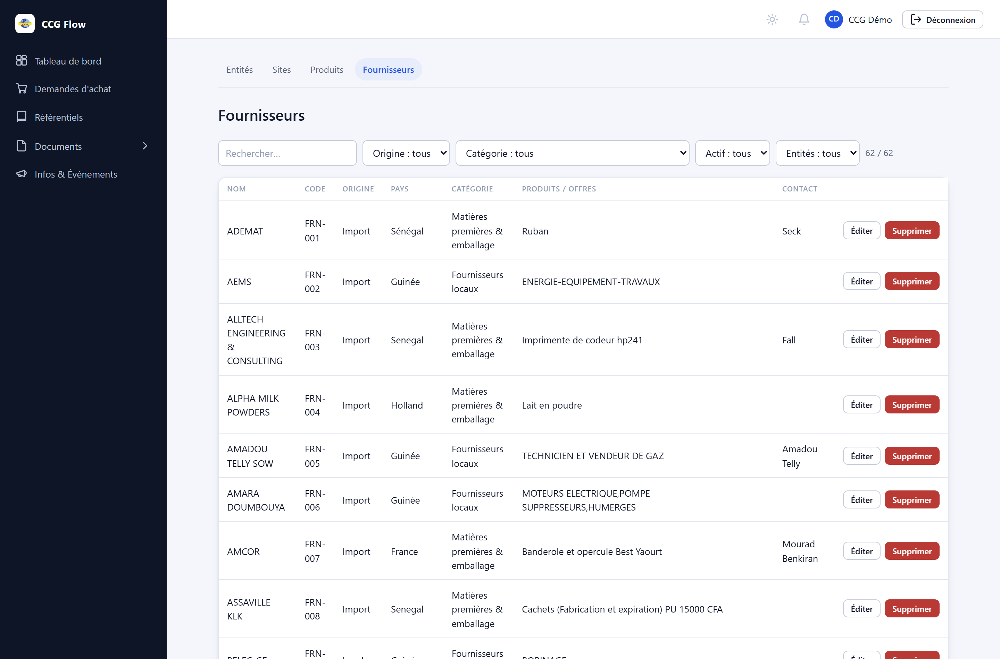 CCG Flow
Tableau de bord
Demandes d'achat
Référentiels
Documents
Infos & Événements
CD CCG Démo Déconnexion
Entités Sites Produits Fournisseurs
Fournisseurs
Rechercher... Origine : tous Catégorie : tous Actif : tous Entités : tous 62 / 62
NOM CODE ORIGINE PAYS CATÉGORIE PRODUITS / OFFRES CONTACT
ADEMAT FRN-001 Import Sénégal Matières premières & emballage Ruban Seck Éditer Supprimer
AEMS FRN-002 Import Guinée Fournisseurs locaux ENERGIE-EQUIPEMENT-TRAVAUX Éditer Supprimer
ALLTECH ENGINEERING & CONSULTING FRN-003 Import Senegal Matières premières & emballage Imprimente de codeur hp241 Fall Éditer Supprimer
ALPHA MILK POWDERS FRN-004 Import Holland Matières premières & emballage Lait en poudre Éditer Supprimer
AMADOU TELLY SOW FRN-005 Import Guinée Fournisseurs locaux TECHNICIEN ET VENDEUR DE GAZ Amadou Telly Éditer Supprimer
AMARA DOUMBOUYA FRN-006 Import Guinée Fournisseurs locaux MOTEURS ELECTRIQUE,POMPE SUPPRESSEURS,HUMERGES Éditer Supprimer
AMCOR FRN-007 Import France Matières premières & emballage Banderole et opercule Best Yaourt Mourad Benkiran Éditer Supprimer
ASSAVILLE KLK FRN-008 Import Senegal Matières premières & emballage Cachets (Fabrication et expiration) PU 15000 CFA Éditer Supprimer
FRN- Fournisseurs